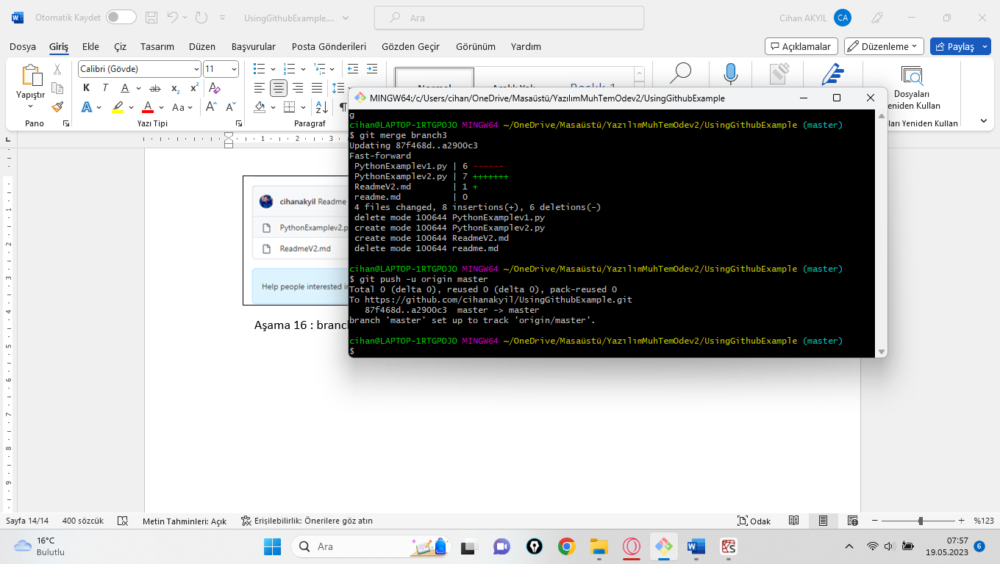 Otomatik Kaydet
UsingGithubExample....
Ara
Cihan AKYIL
CA
Dosya
Giriş
Ekle
Çiz
Tasarım
Düzen
Başvurular
Posta Gönderileri
Gözden Geçir
Görünüm
Yardım
Açıklamalar
Düzenleme
Paylaş
Yapıştır
Pano
Calibri (Gövde)
11
Yazı Tipi
Paragraf
Dosyaları
eniden Kullan
ları Yeniden Kullan
MINGW64:/c/Users/cihan/OneDrive/Masaüstü/YazılımMuhTemOdev2/UsingGithubExample
g
cihan@LAPTOP-1RTGPOJO MINGW64 ~/OneDrive/Masaüstü/YazılımMuhTemOdev2/UsingGithubExample (master)
$ git merge branch3
Updating 87f468d..a2900c3
Fast-forward
PythonExamplev1.py | 6 ------
PythonExamplev2.py | 7 +++++++
ReadmeV2.md | 1 +
readme.md | 0
4 files changed, 8 insertions(+), 6 deletions(-)
delete mode 100644 PythonExamplev1.py
create mode 100644 PythonExamplev2.py
create mode 100644 ReadmeV2.md
delete mode 100644 readme.md
cihan@LAPTOP-1RTGPOJO MINGW64 ~/OneDrive/Masaüstü/YazılımMuhTemOdev2/UsingGithubExample (master)
$ git push -u origin master
Total 0 (delta 0), reused 0 (delta 0), pack-reused 0
To https://github.com/cihanakyil/UsingGithubExample.git
87f468d..a2900c3 master -> master
branch 'master' set up to track 'origin/master'.
cihan@LAPTOP-1RTGPOJO MINGW64 ~/OneDrive/Masaüstü/YazılımMuhTemOdev2/UsingGithubExample (master)
$
cihanakyil Readme
PythonExamplev2.p
ReadmeV2.md
Help people interested in
Aşama 16 : branc
Sayfa 14/14
400 sözcük
Metin Tahminleri: Açık
Erişilebilirlik: Önerilere göz atın
Odak
%123
16°C
Bulutlu
Ara
07:57
19.05.2023
6